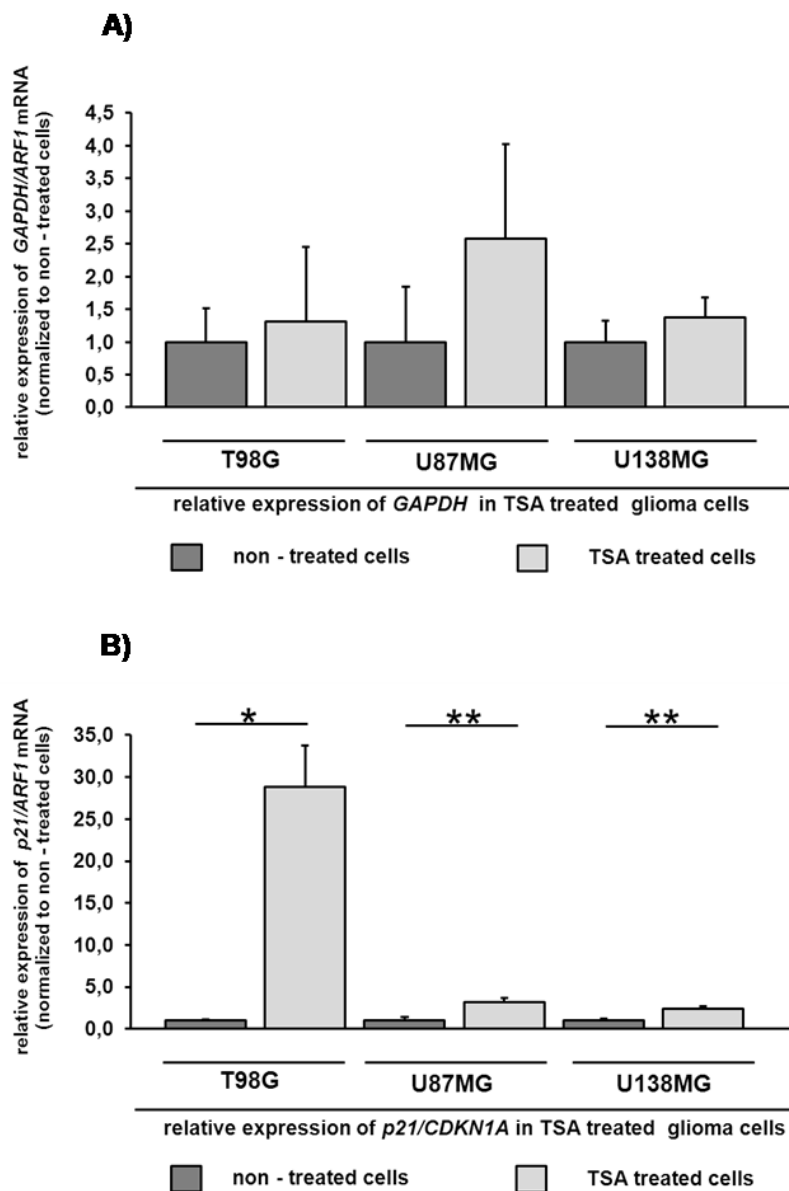 A)
relative expression of GAPDH/ARF1 mRNA
(normalized to non - treated cells)
4,5
4,0
3,5
3,0
2,5
2,0
1,5
1,0
0,5
0,0
T98G
U87MG
U138MG
relative expression of GAPDH in TSA treated glioma cells
non - treated cells
TSA treated cells
B)
relative expression of p21/ARF1 mRNA
(normalized to non - treated cells)
35,0
30,0
25,0
20,0
15,0
10,0
5,0
0,0
*
**
**
T98G
U87MG
U138MG
relative expression of p21/CDKN1A in TSA treated glioma cells
non - treated cells
TSA treated cells